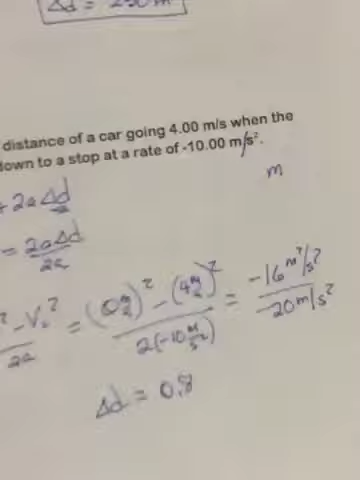 Δd = 250 m
distance of a car going 4.00 m/s when the
down to a stop at a rate of -10.00 m/s².
m
+ 2aΔd
= 2aΔd / 2a
² - V₀² / 2a = (0 m/s)² - (4 m/s)² / 2(-10 m/s²) = -16 m²/s² / -20 m/s²
Δd = 0.8